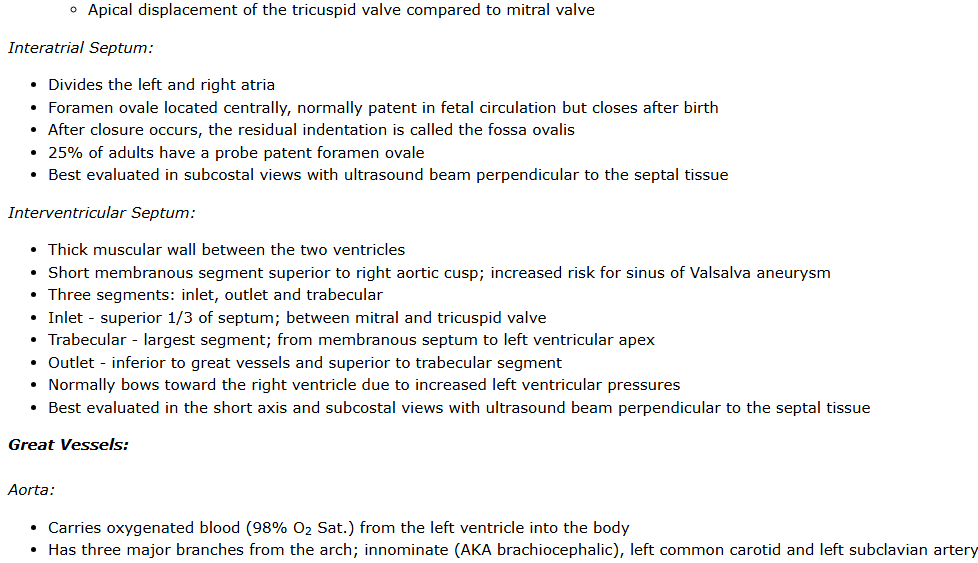 ◦ Apical displacement of the tricuspid valve compared to mitral valve
Interatrial Septum:
• Divides the left and right atria
• Foramen ovale located centrally, normally patent in fetal circulation but closes after birth
• After closure occurs, the residual indentation is called the fossa ovalis
• 25% of adults have a probe patent foramen ovale
• Best evaluated in subcostal views with ultrasound beam perpendicular to the septal tissue
Interventricular Septum:
• Thick muscular wall between the two ventricles
• Short membranous segment superior to right aortic cusp; increased risk for sinus of Valsalva aneurysm
• Three segments: inlet, outlet and trabecular
• Inlet - superior 1/3 of septum; between mitral and tricuspid valve
• Trabecular - largest segment; from membranous septum to left ventricular apex
• Outlet - inferior to great vessels and superior to trabecular segment
• Normally bows toward the right ventricle due to increased left ventricular pressures
• Best evaluated in the short axis and subcostal views with ultrasound beam perpendicular to the septal tissue
Great Vessels:
Aorta:
• Carries oxygenated blood (98% O₂ Sat.) from the left ventricle into the body
• Has three major branches from the arch; innominate (AKA brachiocephalic), left common carotid and left subclavian artery